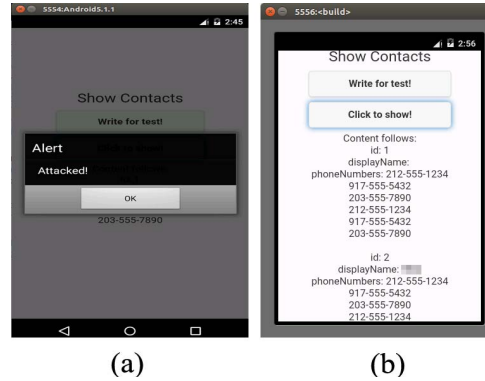 5554:Android5.1.1
2:45
Show Contacts
Write for test!
Alert
Attacked!
OK
203-555-7890
(a)
5556:<build>
2:56
Show Contacts
Write for test!
Click to show!
Content follows:
id: 1
displayName:
phoneNumbers: 212-555-1234
917-555-5432
203-555-7890
212-555-1234
917-555-5432
203-555-7890
id: 2
displayName:
phoneNumbers: 212-555-1234
917-555-5432
203-555-7890
212-555-1234
(b)